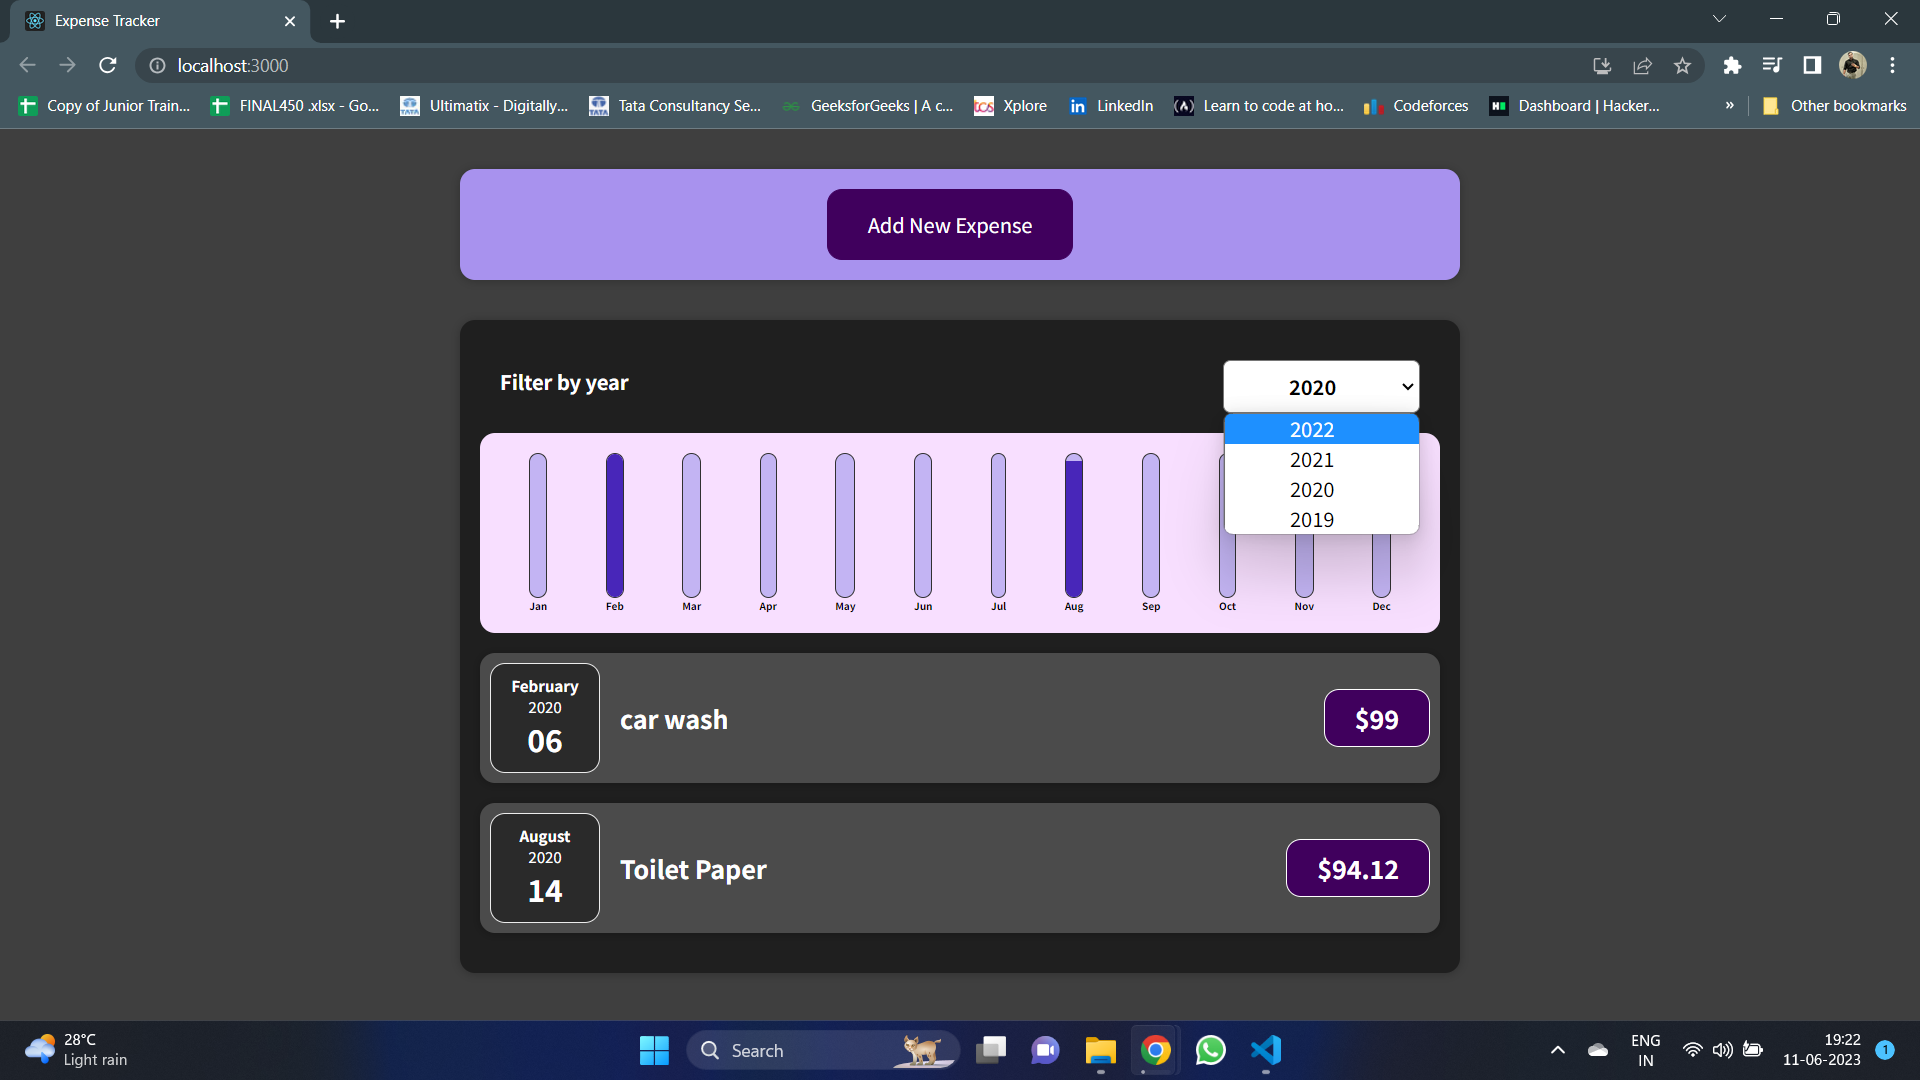 Expense Tracker
localhost:3000
Copy of Junior Train...
FINAL450 .xlsx - Go...
Ultimatix - Digitally...
TATA
Tata Consultancy Se...
TATA
GeeksforGeeks | A c...
tcs
Xplore
in
LinkedIn
Learn to code at ho...
Codeforces
H
Dashboard | Hacker...
»
Other bookmarks
Add New Expense
Filter by year
2020
2022
2021
2020
2019
Jan Feb Mar Apr May Jun Jul Aug Sep Oct Nov Dec
February
2020
06
car wash
$99
August
2020
14
Toilet Paper
$94.12
28°C
Light rain
Search
ENG
IN
19:22
11-06-2023
1